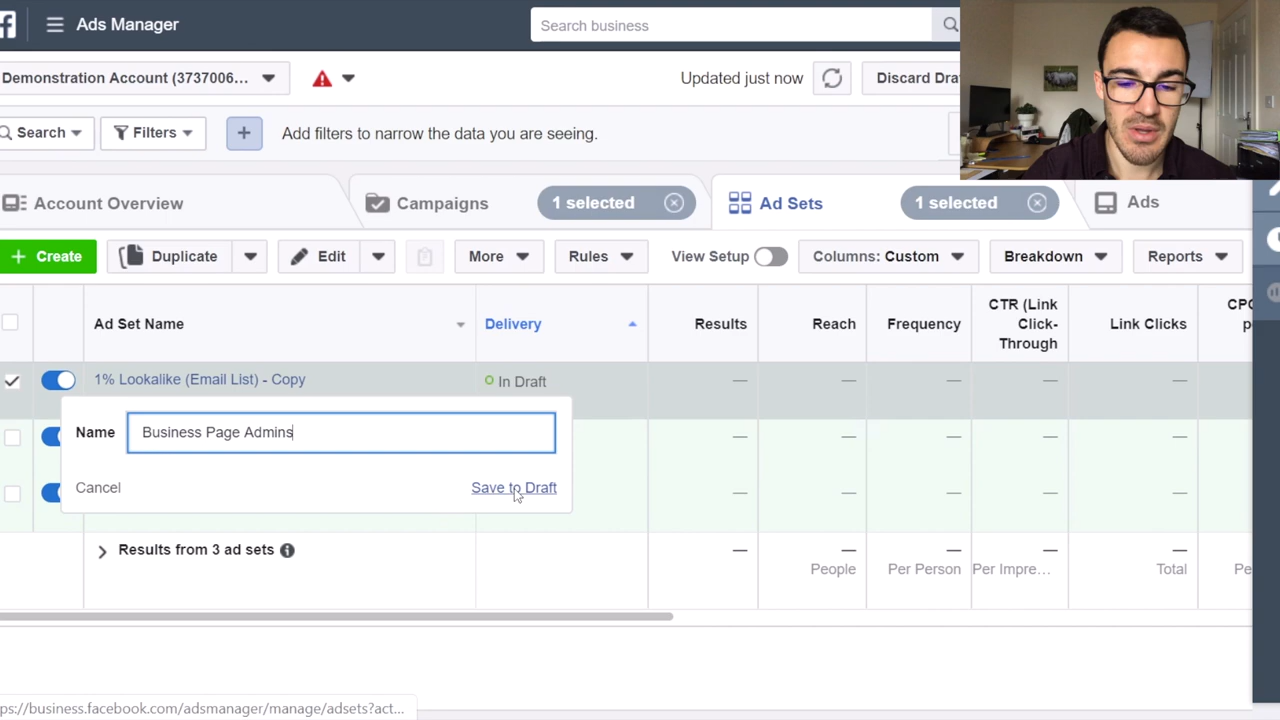 Ads Manager
Search business
Demonstration Account (3737006...
Updated just now
Discard Dra
Search
Filters
+
Add filters to narrow the data you are seeing.
Account Overview
Campaigns
1 selected
Ad Sets
1 selected
Ads
+ Create
Duplicate
Edit
More
Rules
View Setup
Columns: Custom
Breakdown
Reports
Ad Set Name
Delivery
Results
Reach
Frequency
CTR (Link
Click-
Through
Link Clicks
CPC
1% Lookalike (Email List) - Copy
In Draft
— — — — —
Name
Business Page Admins
Cancel
Save to Draft
— — — — —
— — — — —
Results from 3 ad sets
— — — — —
People
Per Person
Per Impre...
Total
Pe
ps://business.facebook.com/adsmanager/manage/adsets?act...